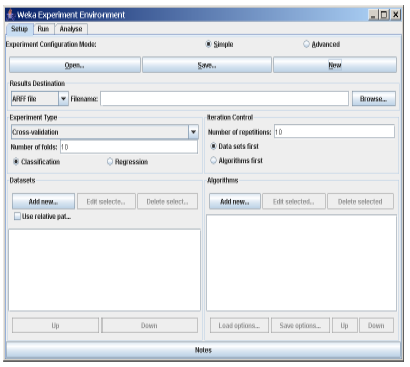 Weka Experiment Environment
Setup Run Analyse
Experiment Configuration Mode: Simple Advanced
Open... Save... New
Results Destination
ARFF file Filename: Browse...
Experiment Type Iteration Control
Cross-validation Number of repetitions: 10
Number of folds: 10 Data sets first
Classification Regression Algorithms first
Datasets Algorithms
Add new... Edit selecte... Delete select... Add new... Edit selected... Delete selected
Use relative pat...
Up Down Load options... Save options... Up Down
Notes